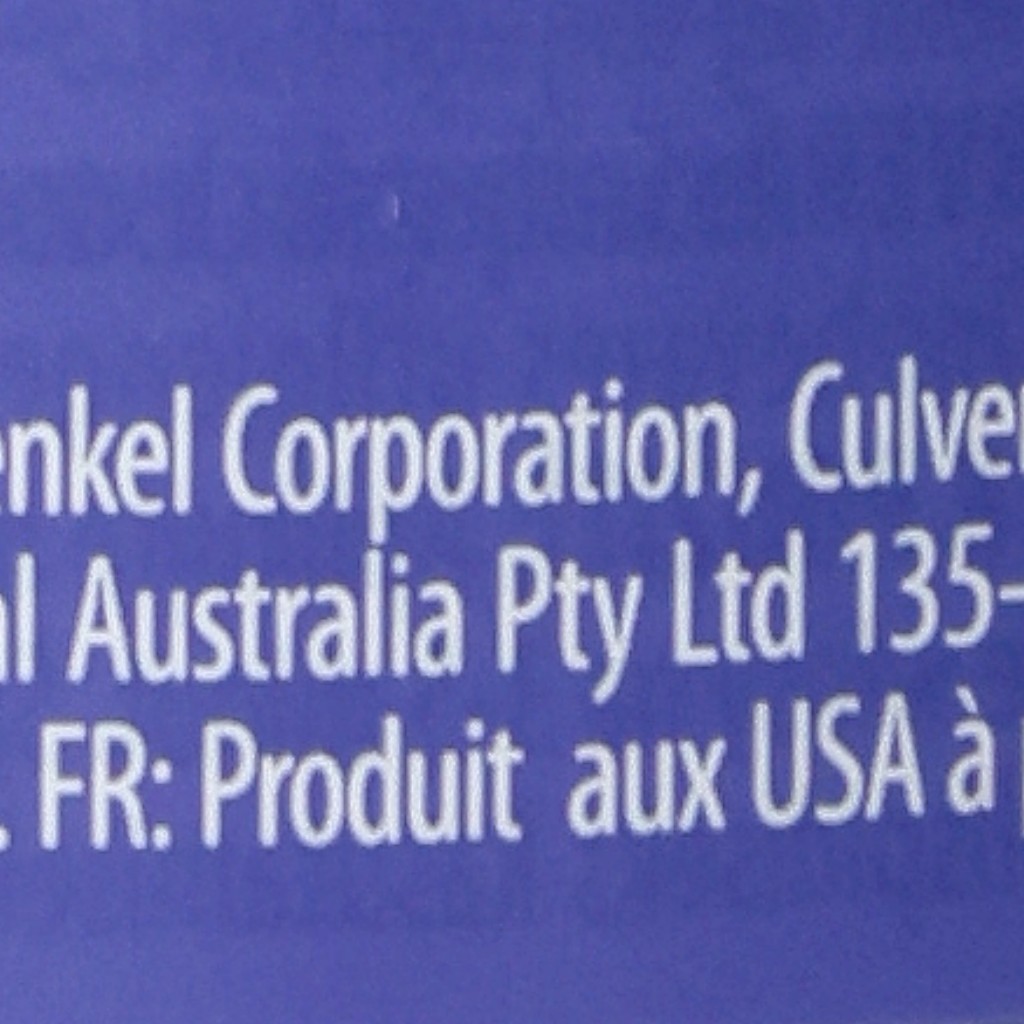 enkel Corporation, Culver
al Australia Pty Ltd 135-
. FR: Produit aux USA à